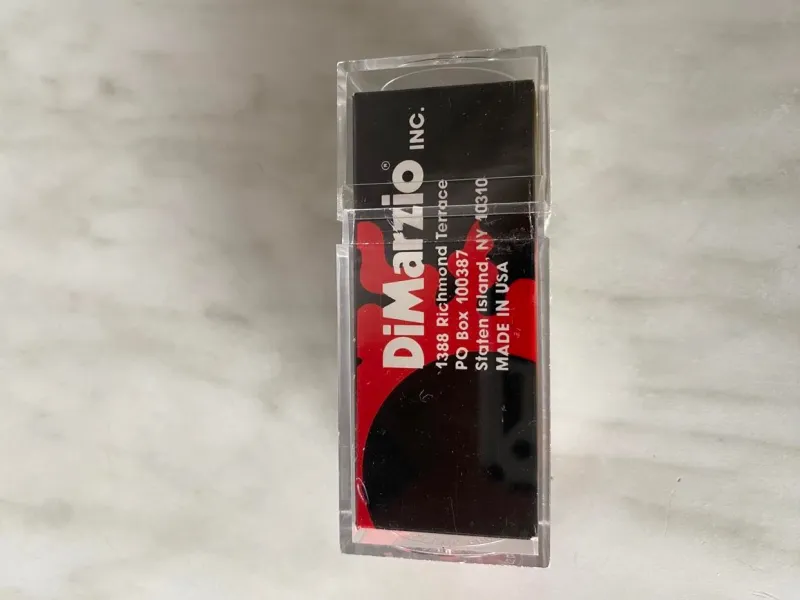 DiMarzio® INC.
1388 Richmond Terrace
PO Box 100387
Staten Island, NY 10310
MADE IN USA